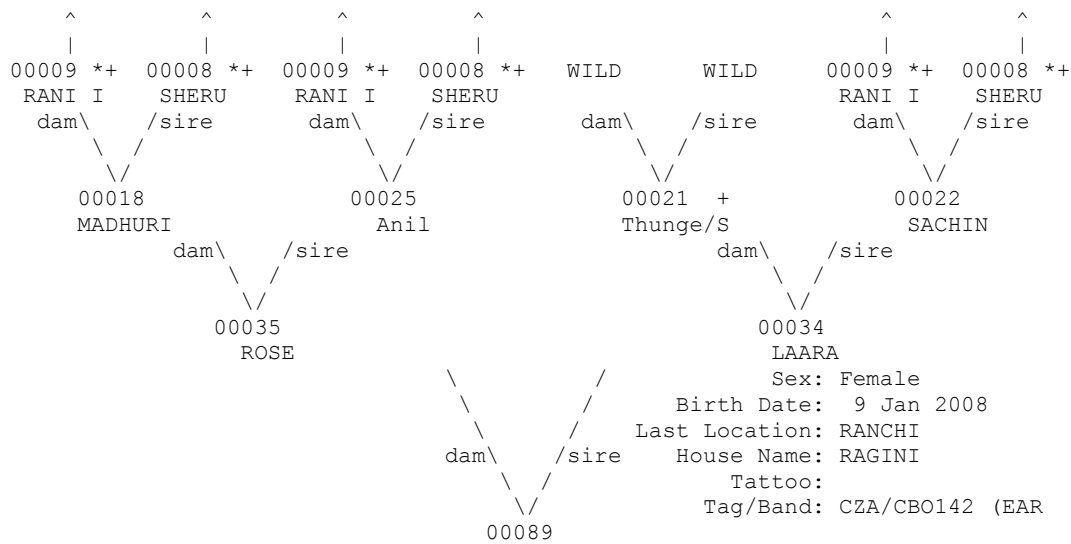 ^ ^ ^ ^ ^ ^
| | | | | |
00009 *+ 00008 *+ 00009 *+ 00008 *+ WILD WILD 00009 *+ 00008 *+
RANI I SHERU RANI I SHERU RANI I SHERU
dam\ /sire dam\ /sire dam\ /sire dam\ /sire
\ / \ / \ / \ /
\/ \/ \/ \/
00018 00025 00021 + 00022
MADHURI Anil Thunge/S SACHIN
dam\ /sire dam\ /sire
\ / \ /
\/ \/
00035 00034
ROSE LAARA
\ / Sex: Female
\ / Birth Date: 9 Jan 2008
\ / Last Location: RANCHI
dam\ /sire House Name: RAGINI
\ / Tattoo:
\/ Tag/Band: CZA/CBO142 (EAR
00089